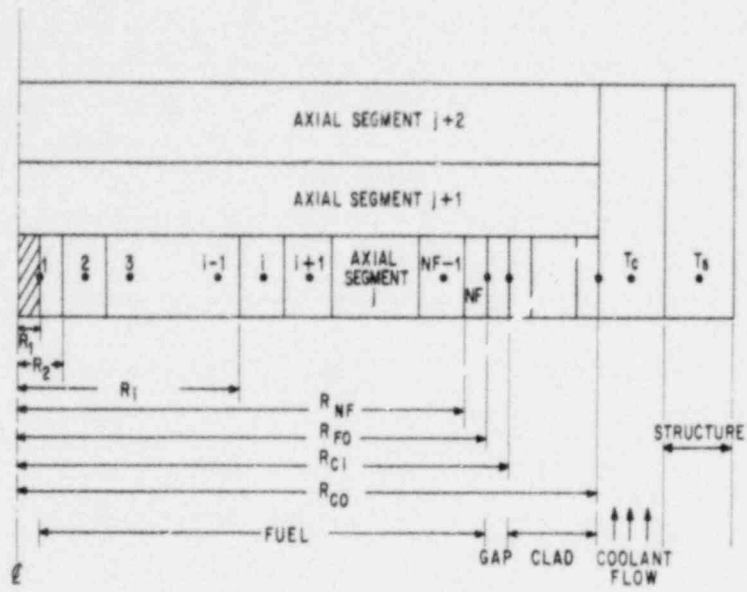 AXIAL SEGMENT j+2
AXIAL SEGMENT j+1
1 2 3 i-1 i i+1 AXIAL SEGMENT j NF-1 NF Tc Ts
R1
R2
Ri
RNF
RFO
RCI
RCO
STRUCTURE
FUEL GAP CLAD COOLANT FLOW
℄